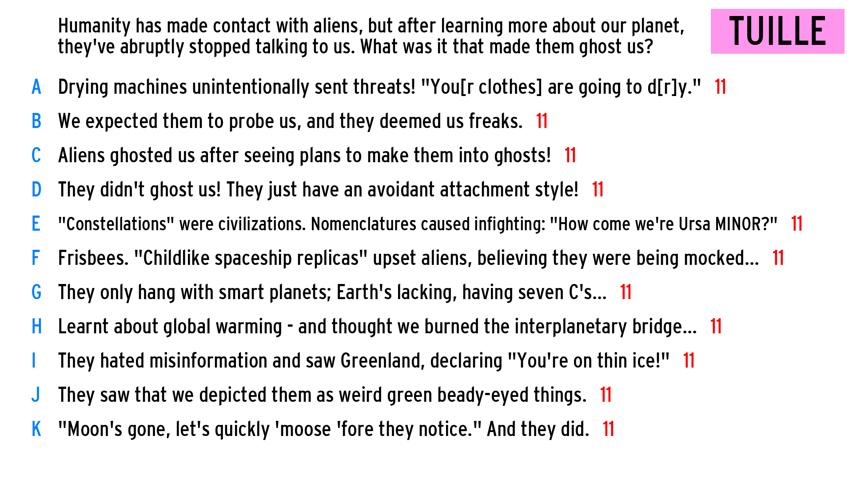 Humanity has made contact with aliens, but after learning more about our planet,
they've abruptly stopped talking to us. What was it that made them ghost us?
TUILLE
A Drying machines unintentionally sent threats! "You[r clothes] are going to d[r]y." 11
B We expected them to probe us, and they deemed us freaks. 11
C Aliens ghosted us after seeing plans to make them into ghosts! 11
D They didn't ghost us! They just have an avoidant attachment style! 11
E "Constellations" were civilizations. Nomenclatures caused infighting: "How come we're Ursa MINOR?" 11
F Frisbees. "Childlike spaceship replicas" upset aliens, believing they were being mocked... 11
G They only hang with smart planets; Earth's lacking, having seven C's... 11
H Learnt about global warming - and thought we burned the interplanetary bridge... 11
I They hated misinformation and saw Greenland, declaring "You're on thin ice!" 11
J They saw that we depicted them as weird green beady-eyed things. 11
K "Moon's gone, let's quickly 'moose 'fore they notice." And they did. 11